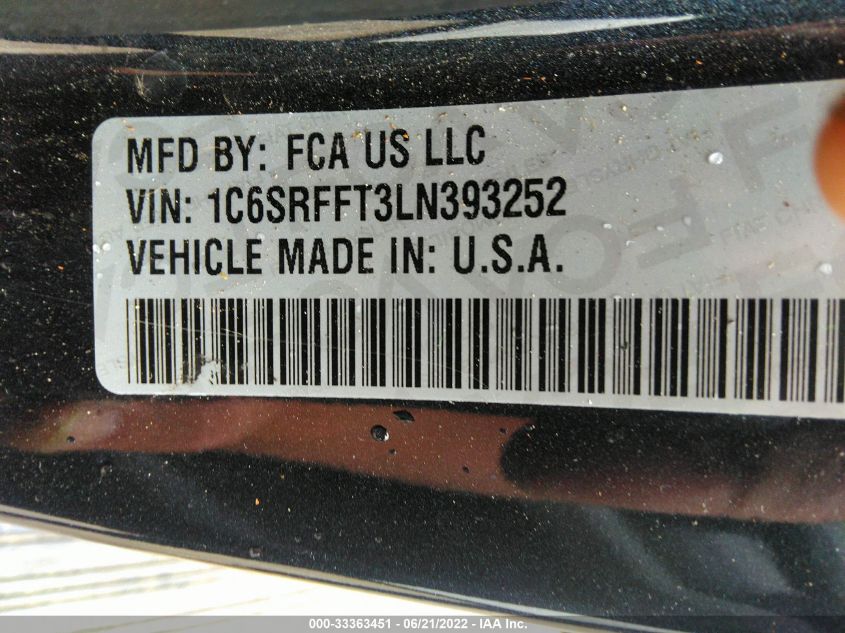 MFD BY: FCA US LLC
VIN: 1C6SRFFT3LN393252
VEHICLE MADE IN: U.S.A.
000-33363451 - 06/21/2022 - IAA Inc.